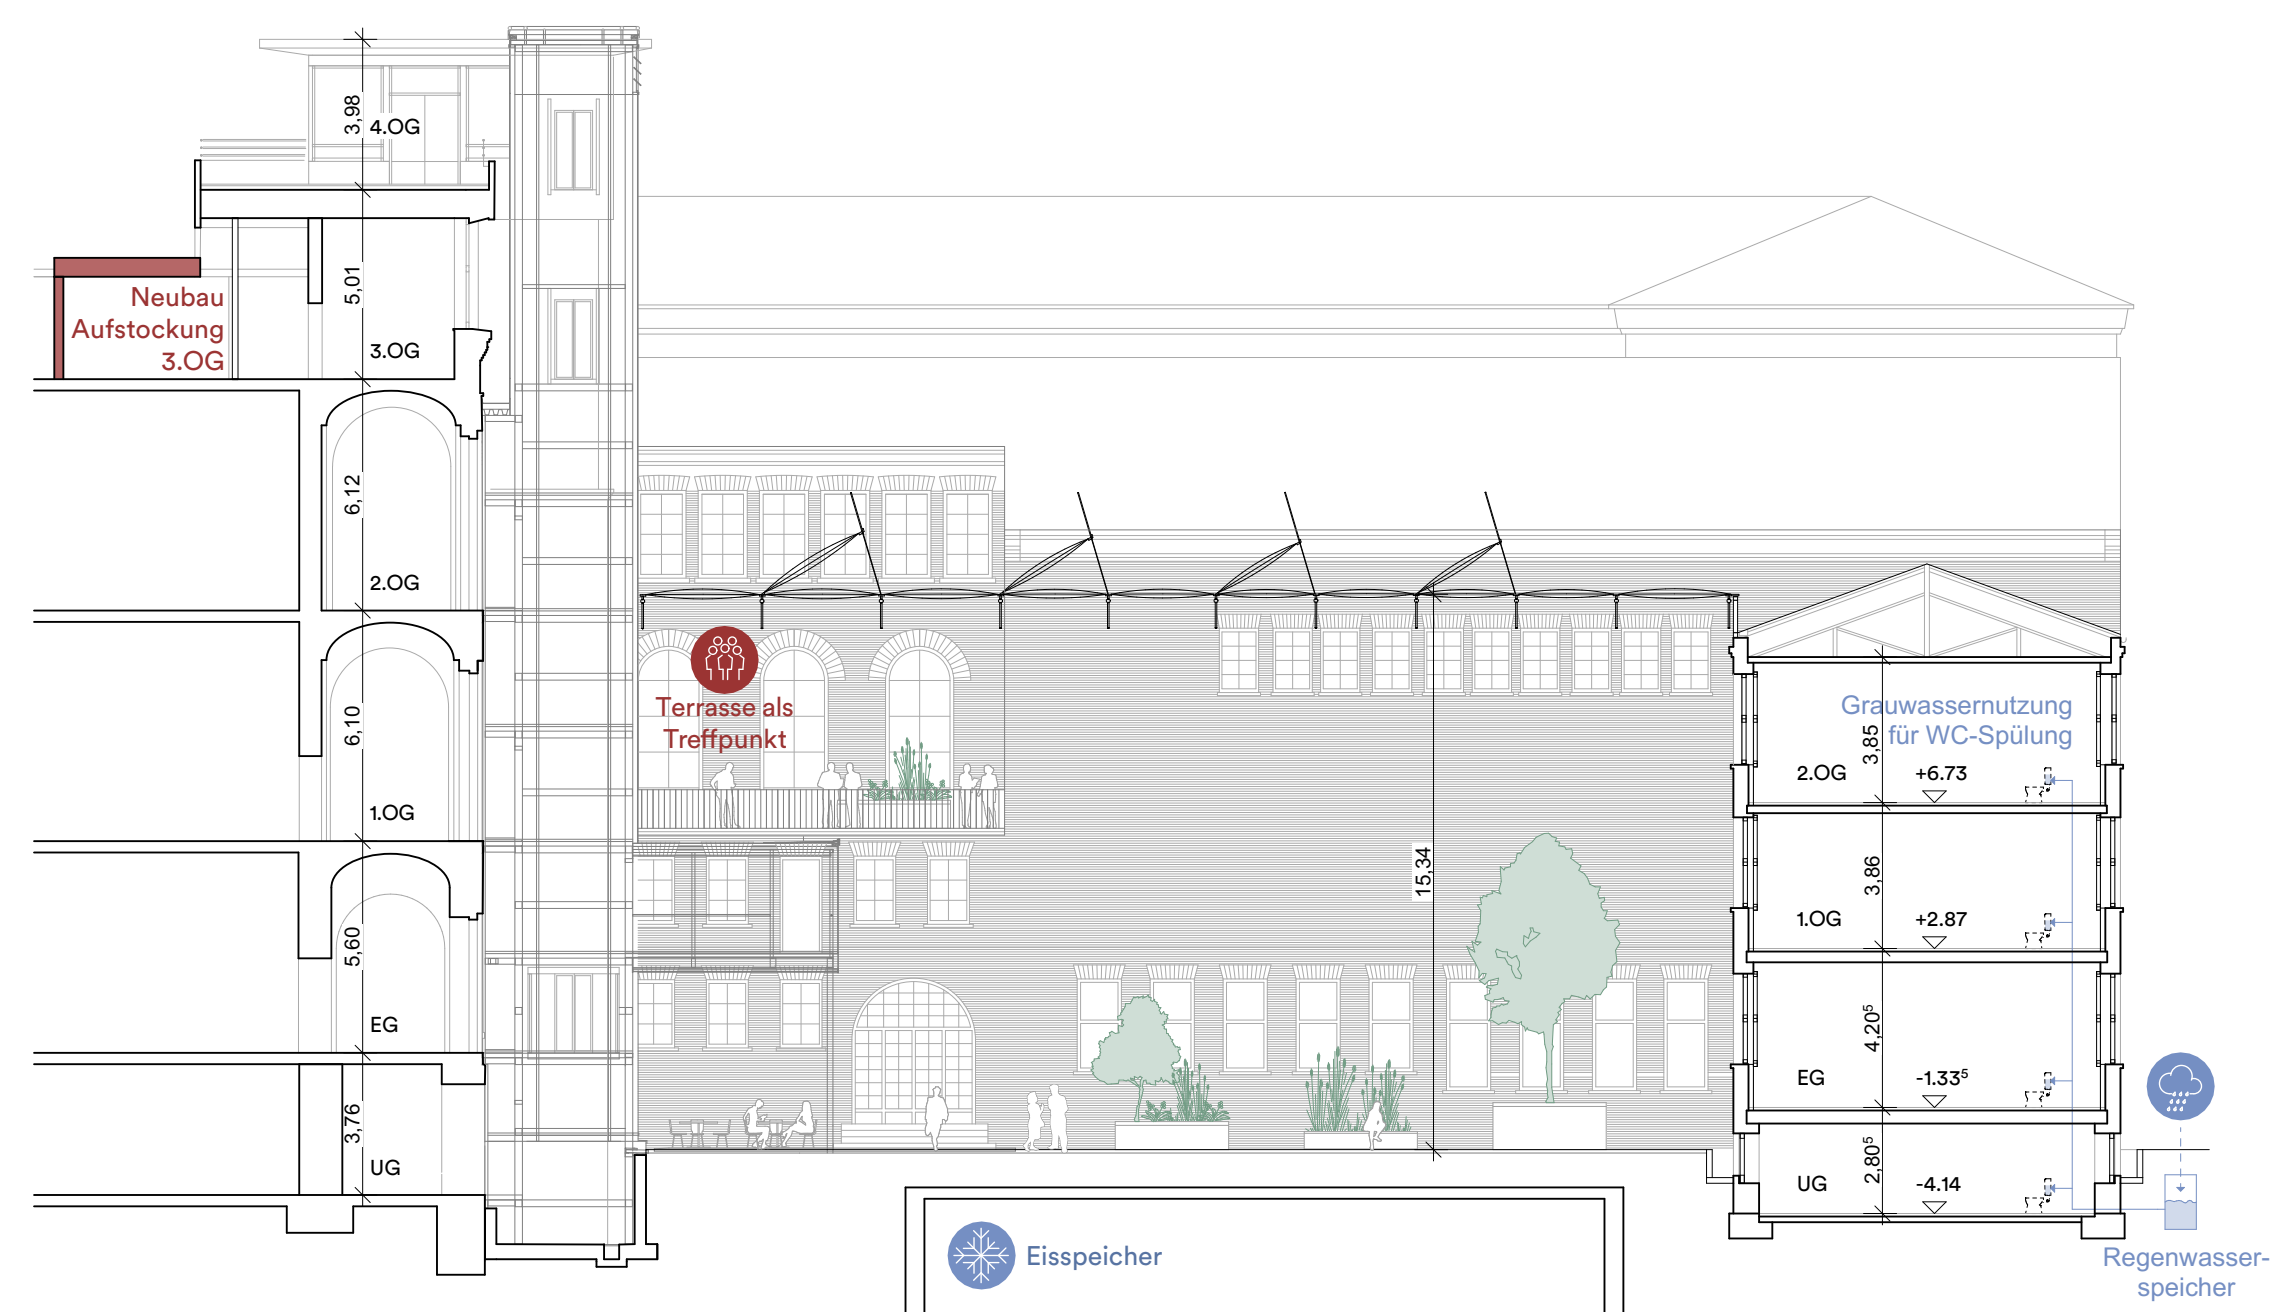 3,98
4.OG
5,01
3.OG
Neubau
Aufstockung
3.OG
6,12
2.OG
6,10
1.OG
5,60
EG
3,76
UG
Terrasse als
Treffpunkt
15,34
Grauwassernutzung
für WC-Spülung
3,85
2.OG
+6.73
3,86
1.OG
+2.87
4,20⁵
EG
-1.33⁵
2,80⁵
UG
-4.14
Eisspeicher
Regenwasser-
speicher